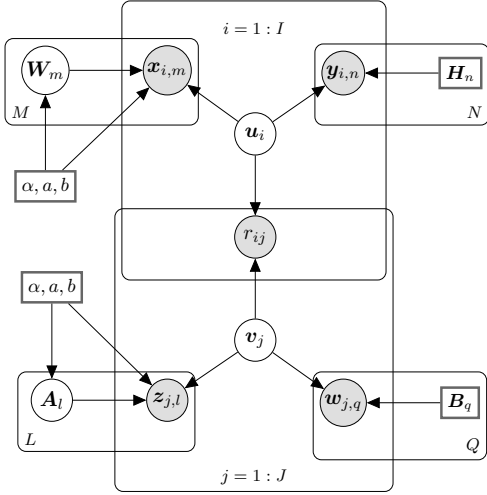 i = 1 : I
W_m
x_{i,m}
y_{i,n}
H_n
M
N
u_i
α, a, b
r_{ij}
α, a, b
v_j
A_l
z_{j,l}
w_{j,q}
B_q
L
Q
j = 1 : J